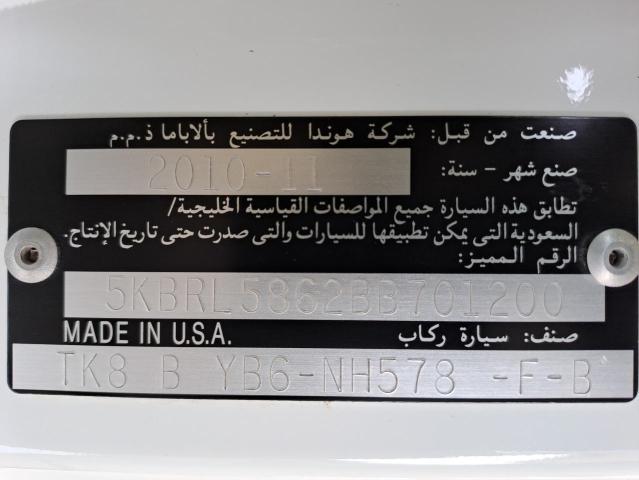 صنعت من قبل: شركة هوندا للتصنيع بألاباما ذ.م.م
صنع شهر - سنة: 2010-11
تطابق هذه السيارة جميع المواصفات القياسية الخليجية/
السعودية التى يمكن تطبيقها للسيارات والتى صدرت حتى تاريخ الإنتاج.
الرقم المميز:
5KBRL5862BB701200
MADE IN U.S.A. صنف: سيارة ركاب
TK8 B YB6-NH578 -F-B